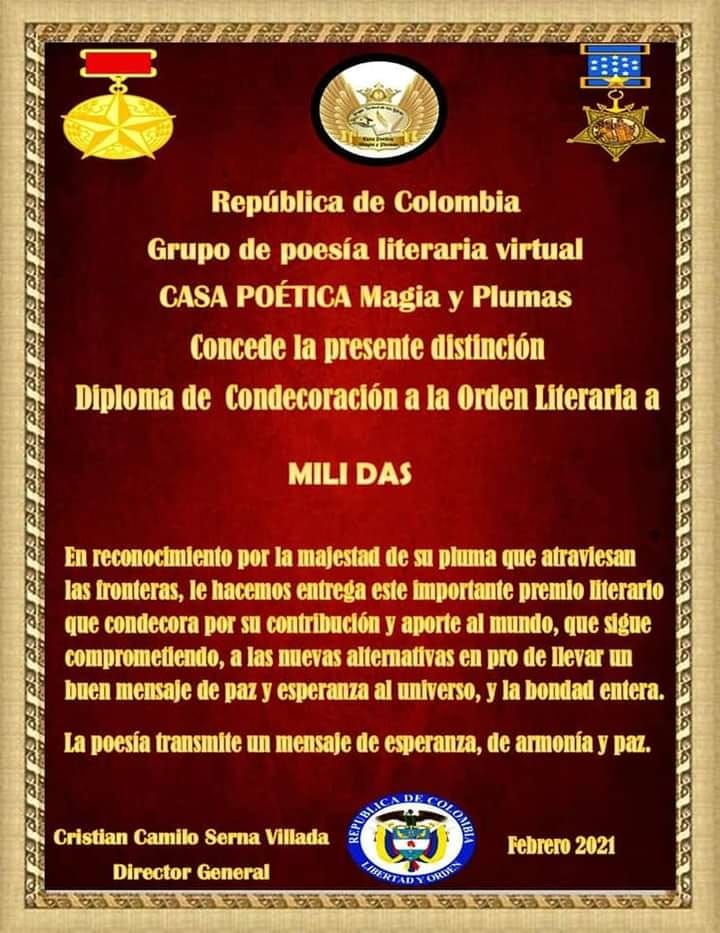 Casa Poética
Magia y Plumas
República de Colombia
Grupo de poesía literaria virtual
CASA POÉTICA Magia y Plumas
Concede la presente distinción
Diploma de Condecoración a la Orden Literaria a
MILI DAS
En reconocimiento por la majestad de su pluma que atraviesan
las fronteras, le hacemos entrega este importante premio literario
que condecora por su contribución y aporte al mundo, que sigue
comprometiendo, a las nuevas alternativas en pro de llevar un
buen mensaje de paz y esperanza al universo, y la bondad entera.
La poesía transmite un mensaje de esperanza, de armonía y paz.
Cristian Camilo Serna Villada
Director General
REPUBLICA DE COLOMBIA
LIBERTAD Y ORDEN
Febrero 2021